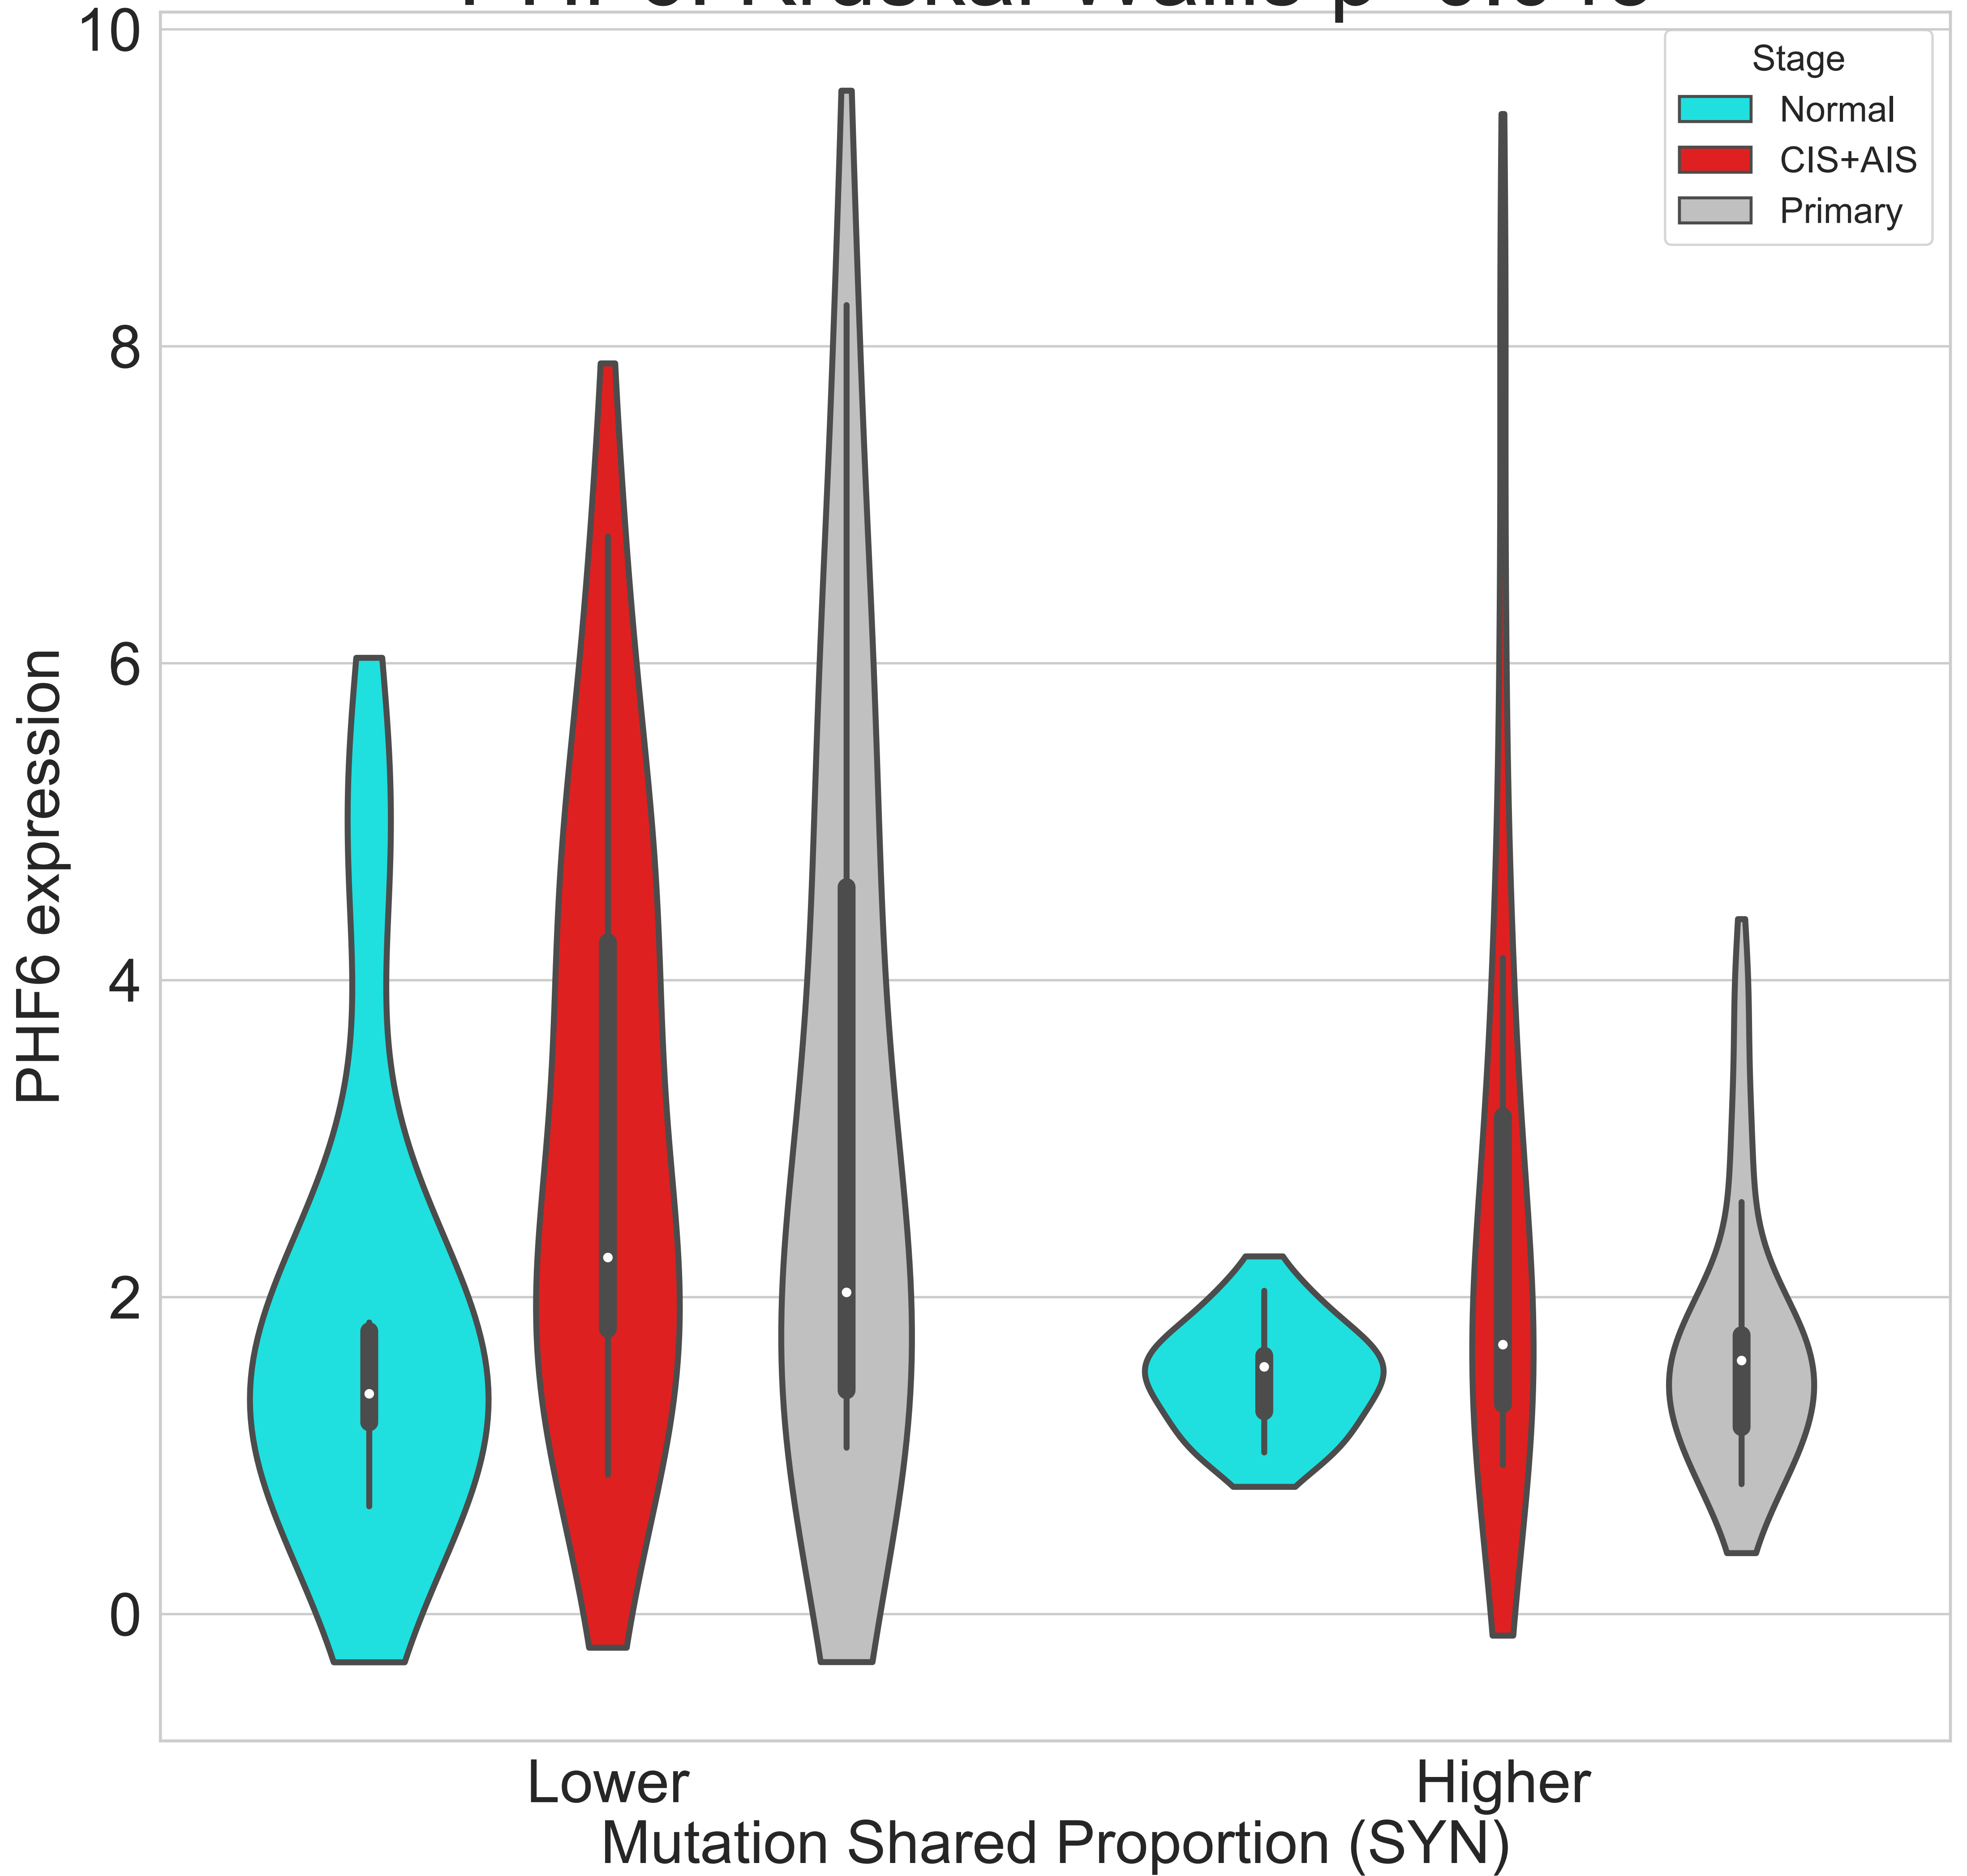 10
8
6
4
2
0
PHF6 expression
Stage
Normal
CIS+AIS
Primary
Lower
Higher
Mutation Shared Proportion (SYN)